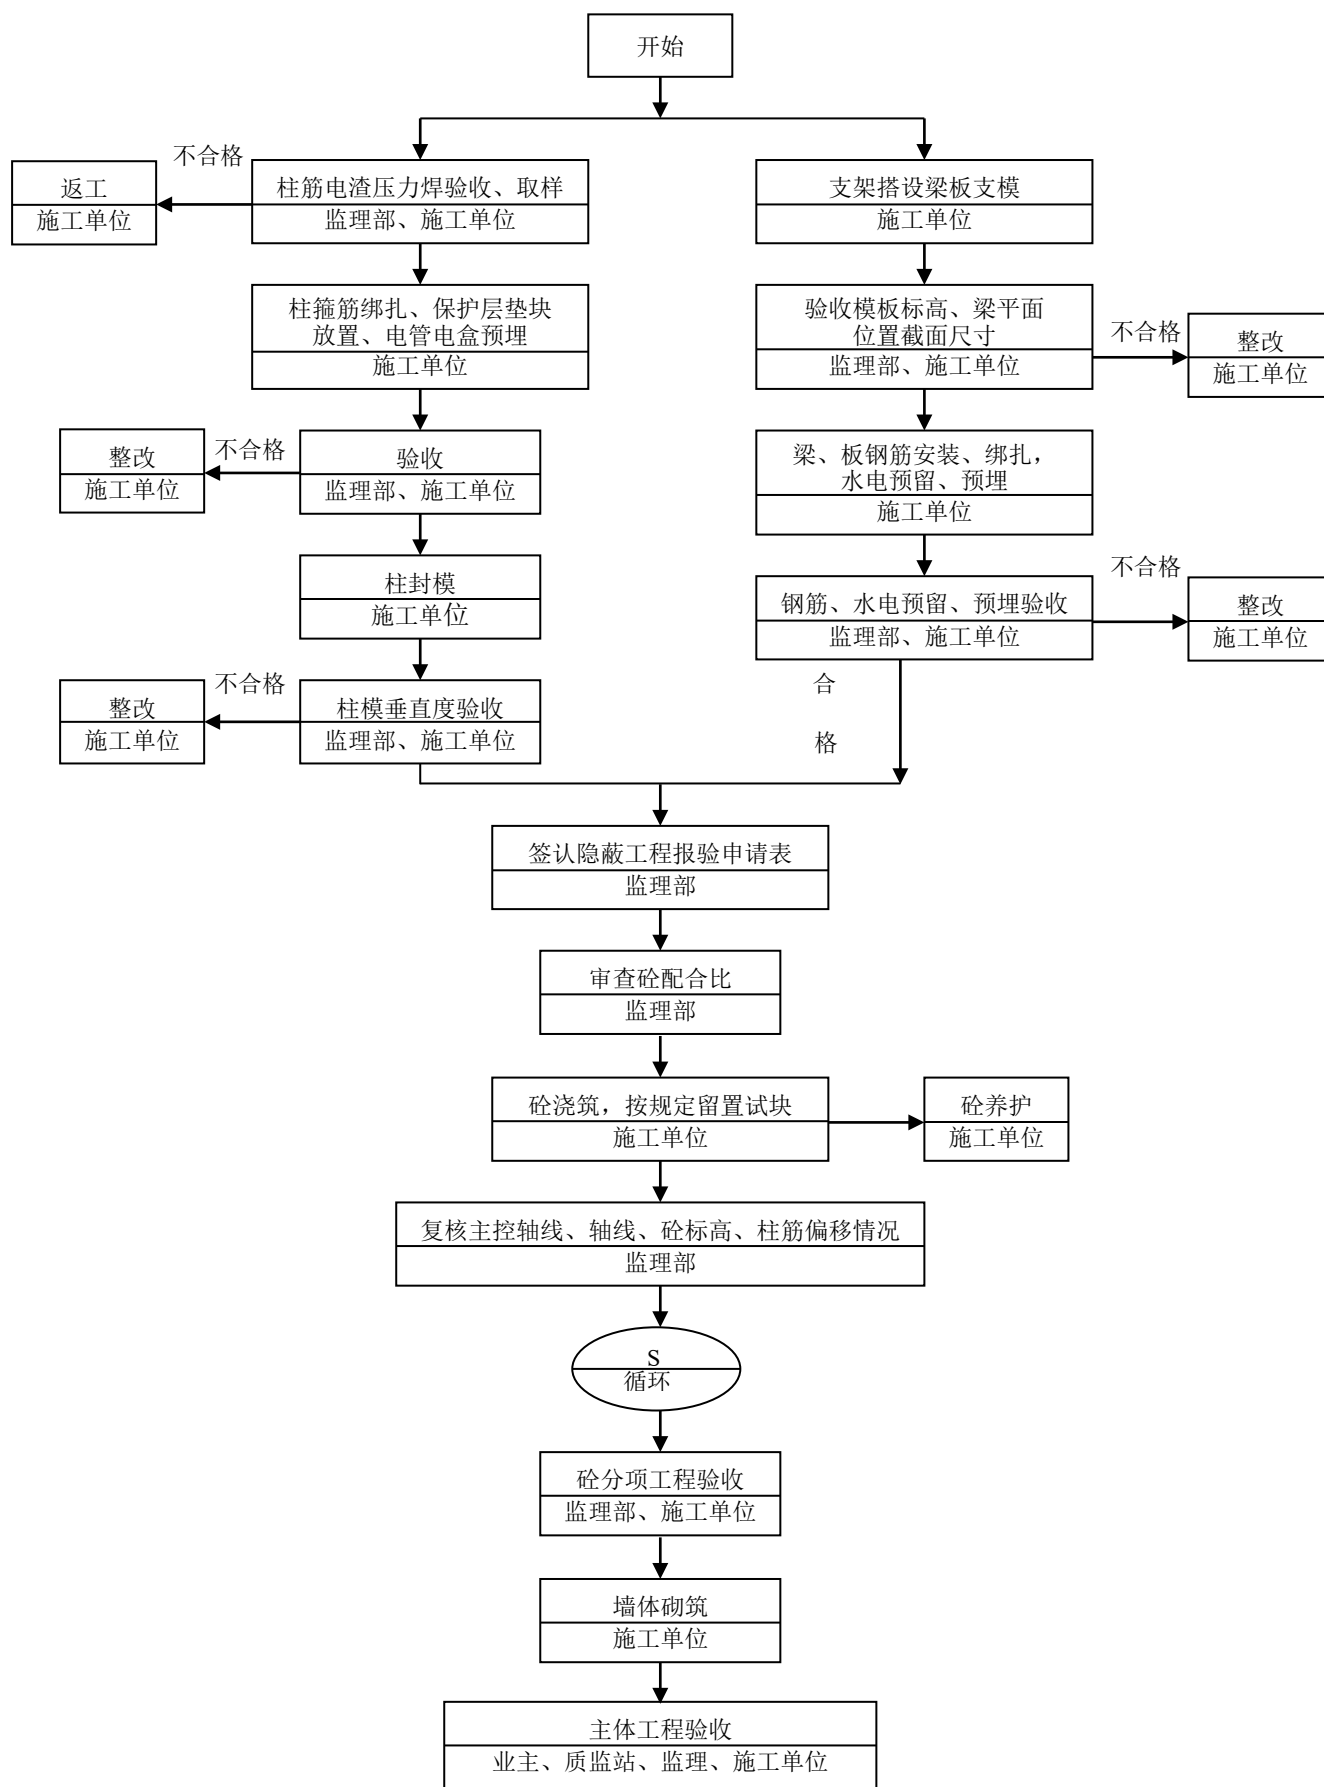 开始
不合格
返工
施工单位
柱筋电渣压力焊验收、取样
监理部、施工单位
支架搭设梁板支模
施工单位
柱箍筋绑扎、保护层垫块
放置、电管电盒预埋
施工单位
验收模板标高、梁平面
位置截面尺寸
监理部、施工单位
不合格
整改
施工单位
整改
施工单位
不合格
验收
监理部、施工单位
梁、板钢筋安装、绑扎，
水电预留、预埋
施工单位
柱封模
施工单位
钢筋、水电预留、预埋验收
监理部、施工单位
不合格
整改
施工单位
整改
施工单位
不合格
柱模垂直度验收
监理部、施工单位
合
格
签认隐蔽工程报验申请表
监理部
审查砼配合比
监理部
砼浇筑，按规定留置试块
施工单位
砼养护
施工单位
复核主控轴线、轴线、砼标高、柱筋偏移情况
监理部
S
循环
砼分项工程验收
监理部、施工单位
墙体砌筑
施工单位
主体工程验收
业主、质监站、监理、施工单位